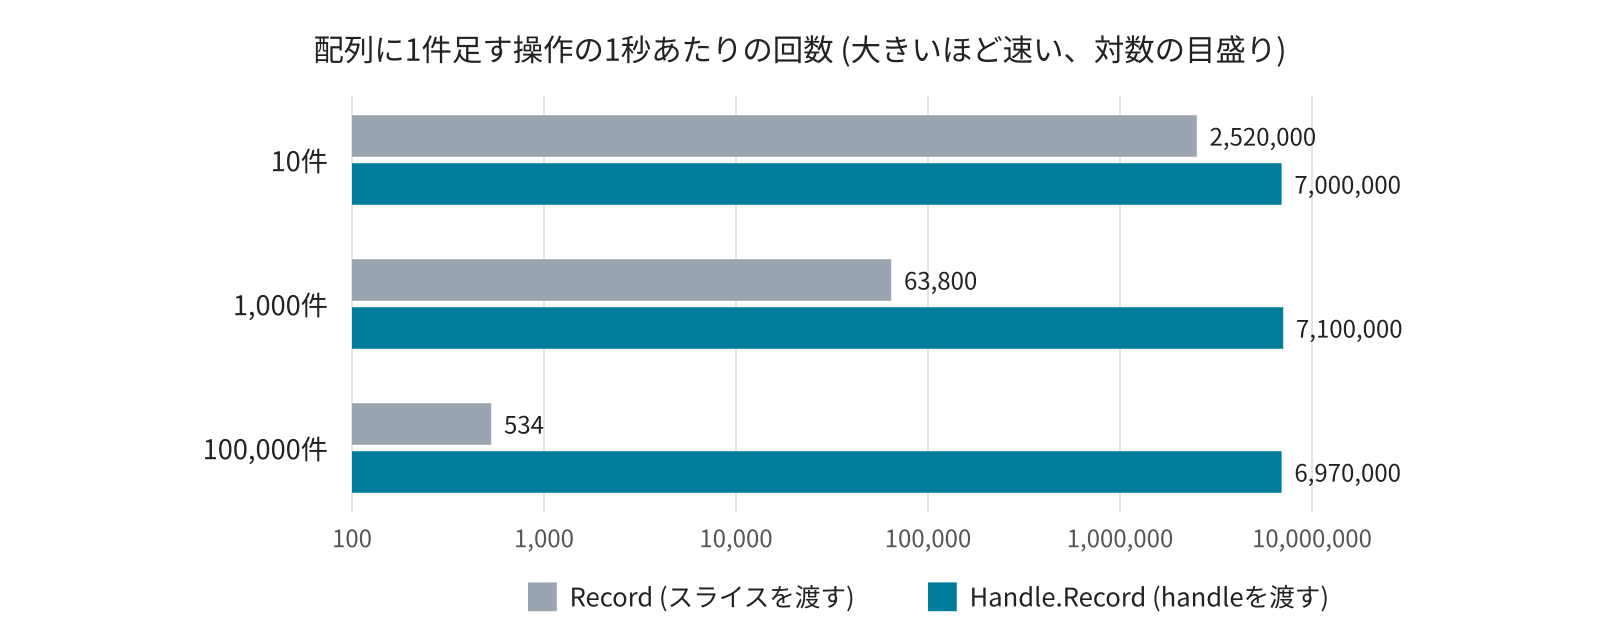 配列に1件足す操作の1秒あたりの回数 (大きいほど速い、対数の目盛り)
10件
2,520,000
7,000,000
1,000件
63,800
7,100,000
100,000件
534
6,970,000
100 1,000 10,000 100,000 1,000,000 10,000,000
Record (スライスを渡す) Handle.Record (handleを渡す)